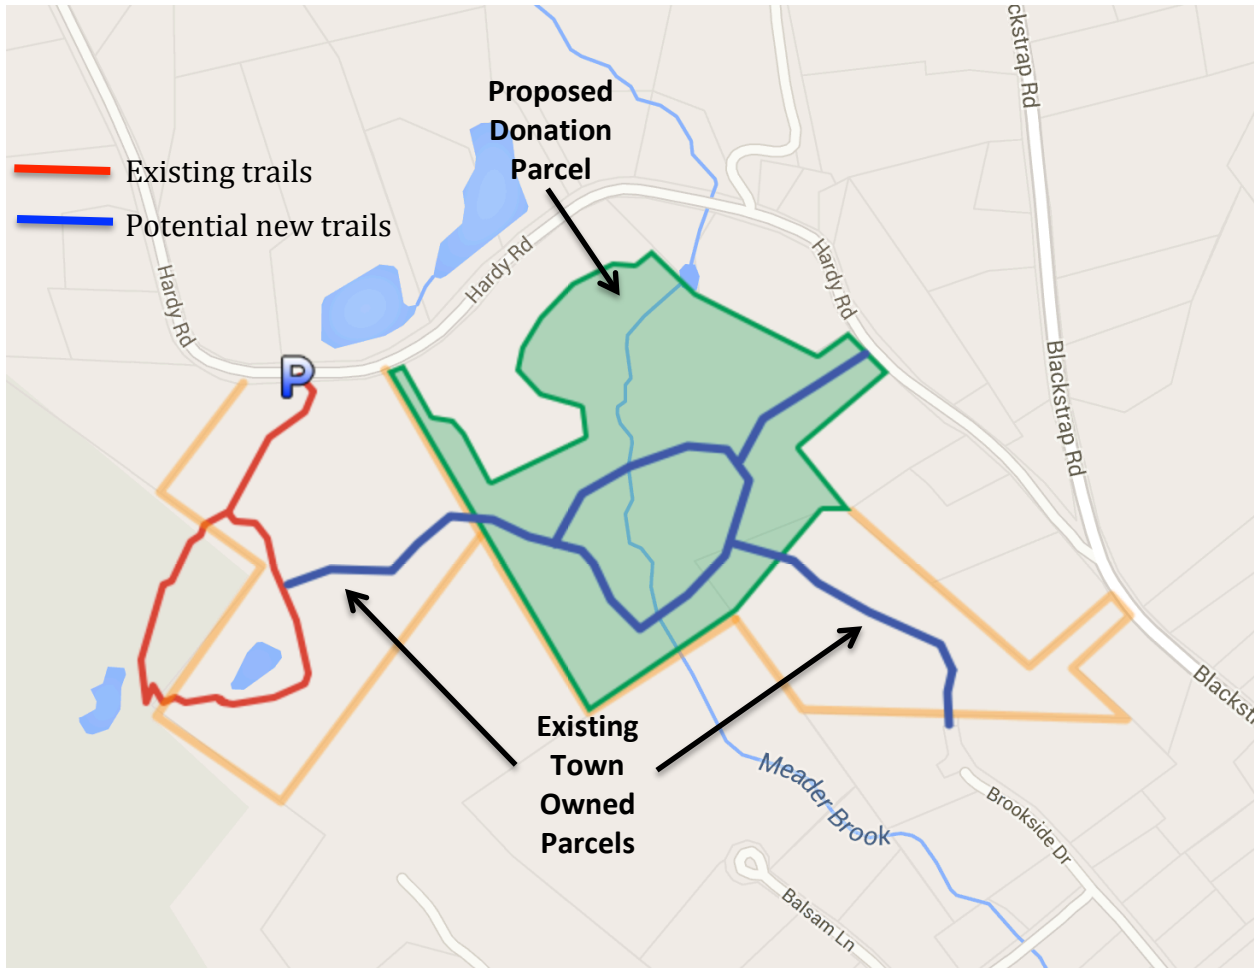 ckstrap Rd
Proposed
Donation
Parcel
Existing trails
Potential new trails
Hardy Rd
Hardy Rd
Hardy Rd
P
Blackstrap Rd
Blackst
Existing
Town
Owned
Parcels
Meader Brook
Brookside Dr
Balsam Ln